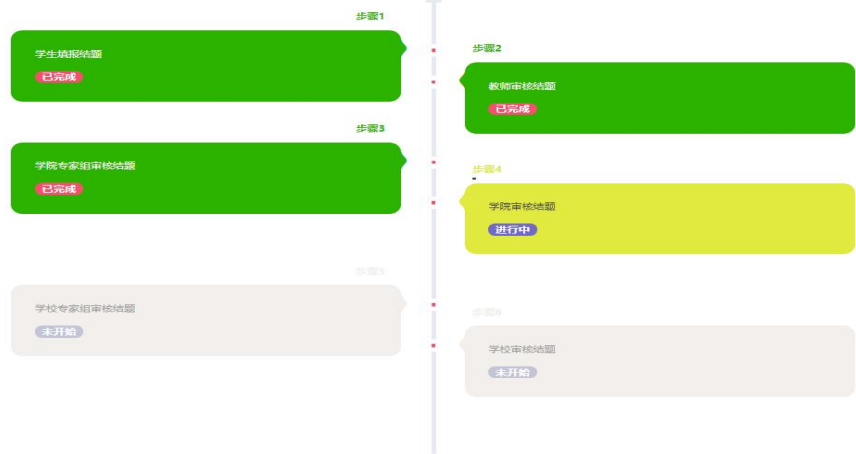 步骤1
学生填报结题
已完成
步骤2
教师审核结题
已完成
步骤3
学院专家组审核结题
已完成
步骤4
学院审核结题
进行中
步骤5
学校专家组审核结题
未开始
步骤6
学校审核结题
未开始